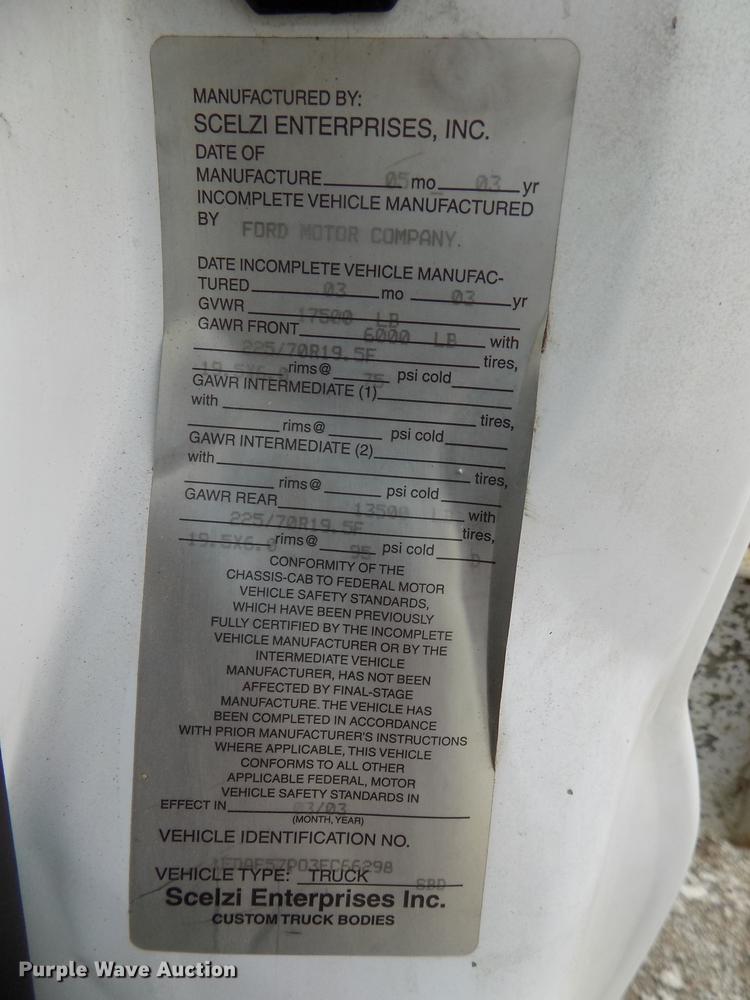 MANUFACTURED BY:
SCELZI ENTERPRISES, INC.
DATE OF
MANUFACTURE 05 mo 03 yr
INCOMPLETE VEHICLE MANUFACTURED
BY FORD MOTOR COMPANY.
DATE INCOMPLETE VEHICLE MANUFAC-
TURED 03 mo 03 yr
GVWR 17500 LB
GAWR FRONT 6000 LB with
225/70R19.5F tires,
19.5X6.0 rims@ 75 psi cold
GAWR INTERMEDIATE (1)
with tires,
rims@ psi cold
GAWR INTERMEDIATE (2)
with tires,
rims@ psi cold
GAWR REAR 13500 with
225/70R19.5F tires,
19.5X6.0 rims@ 95 psi cold D
CONFORMITY OF THE
CHASSIS-CAB TO FEDERAL MOTOR
VEHICLE SAFETY STANDARDS,
WHICH HAVE BEEN PREVIOUSLY
FULLY CERTIFIED BY THE INCOMPLETE
VEHICLE MANUFACTURER OR BY THE
INTERMEDIATE VEHICLE
MANUFACTURER, HAS NOT BEEN
AFFECTED BY FINAL-STAGE
MANUFACTURE. THE VEHICLE HAS
BEEN COMPLETED IN ACCORDANCE
WITH PRIOR MANUFACTURER'S INSTRUCTIONS
WHERE APPLICABLE, THIS VEHICLE
CONFORMS TO ALL OTHER
APPLICABLE FEDERAL, MOTOR
VEHICLE SAFETY STANDARDS IN
EFFECT IN 03/03
(MONTH, YEAR)
VEHICLE IDENTIFICATION NO.
1FDAF57P03EC66298
VEHICLE TYPE: TRUCK
Scelzi Enterprises Inc.
CUSTOM TRUCK BODIES
Purple Wave Auction